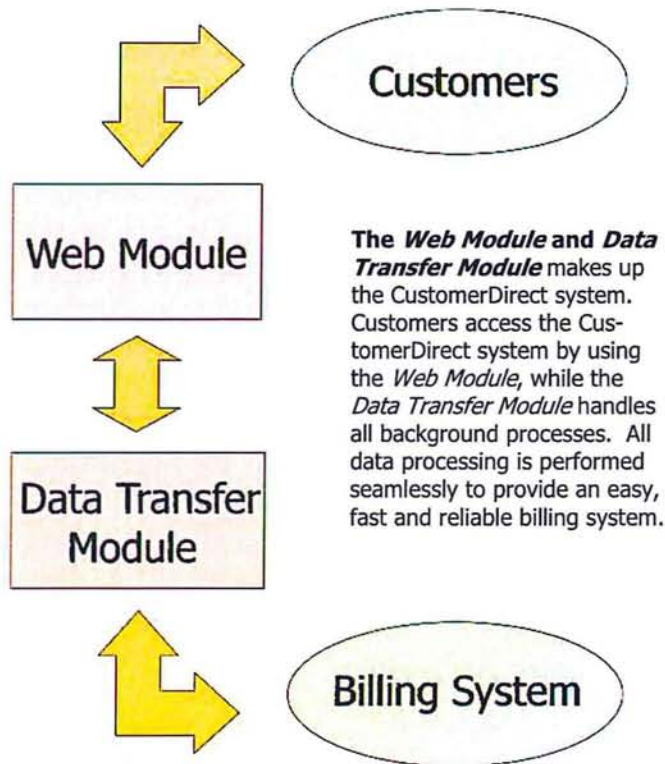 Customers
Web Module
The Web Module and Data
Transfer Module makes up
the CustomerDirect system.
Customers access the Cus-
tomerDirect system by using
the Web Module, while the
Data Transfer Module handles
all background processes.  All
data processing is performed
seamlessly to provide an easy,
fast and reliable billing system.
Data Transfer
Module
Billing System